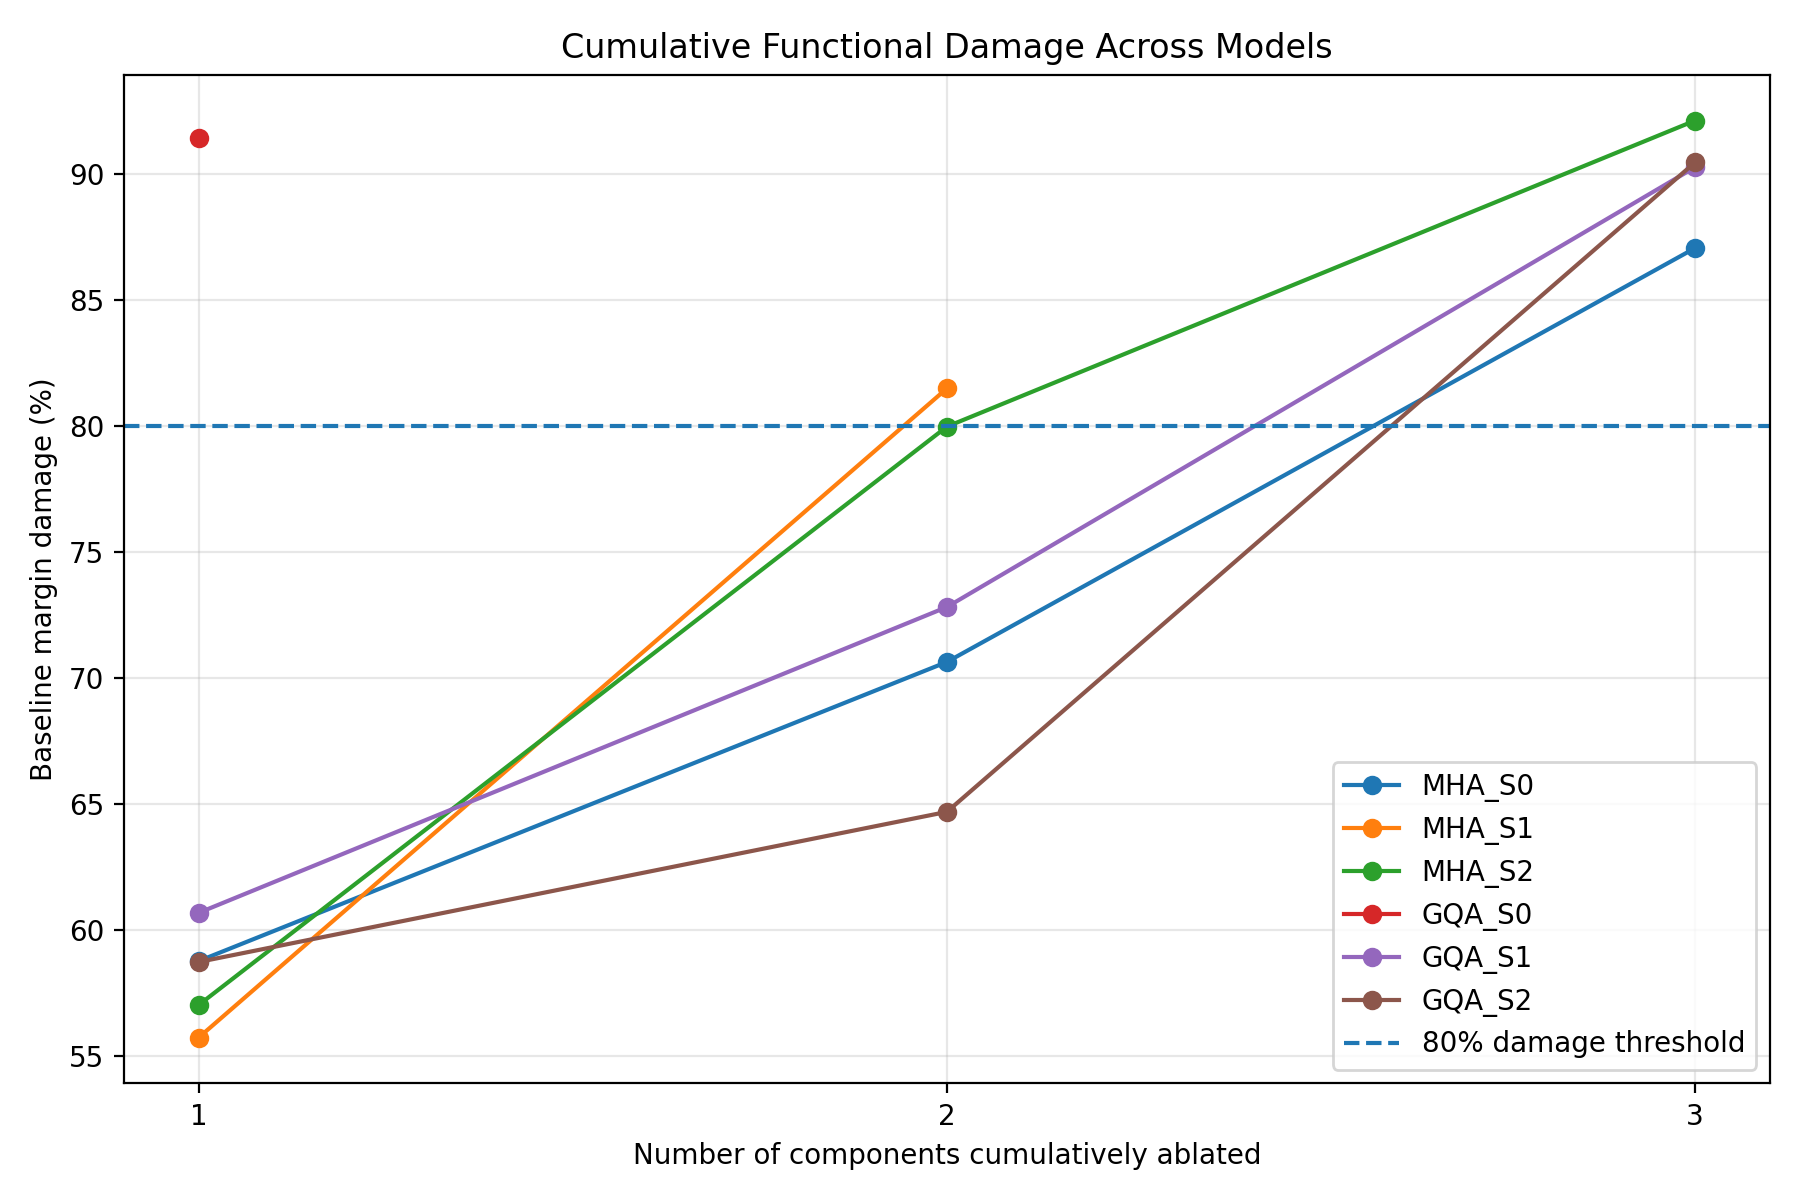 Cumulative Functional Damage Across Models
Baseline margin damage (%)
90
85
80
75
70
65
60
55
MHA_S0
MHA_S1
MHA_S2
GQA_S0
GQA_S1
GQA_S2
80% damage threshold
1 2 3
Number of components cumulatively ablated